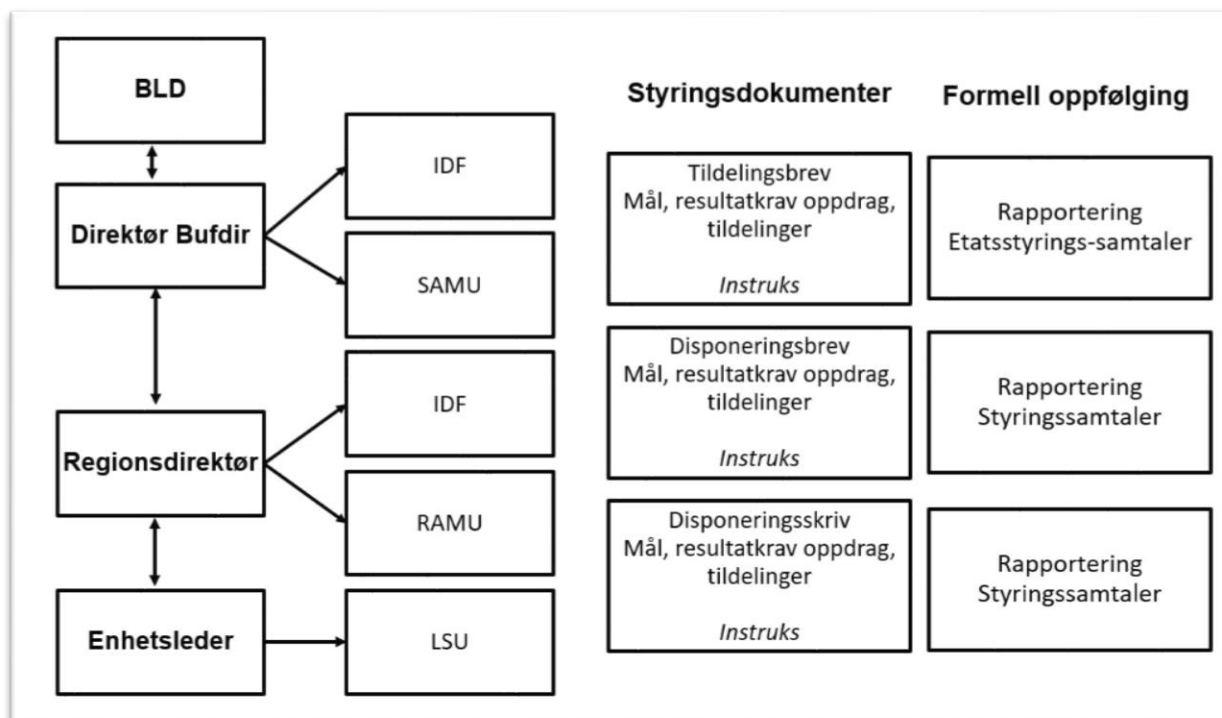 BLD
Direktør Bufdir
Regionsdirektør
Enhetsleder
IDF
SAMU
IDF
RAMU
LSU
Styringsdokumenter
Tildelingsbrev
Mål, resultatkrav oppdrag,
tildelinger
Instruks
Disponeringsbrev
Mål, resultatkrav oppdrag,
tildelinger
Instruks
Disponeringsskriv
Mål, resultatkrav oppdrag,
tildelinger
Instruks
Formell oppfølging
Rapportering
Etatsstyrings-samtaler
Rapportering
Styringssamtaler
Rapportering
Styringssamtaler